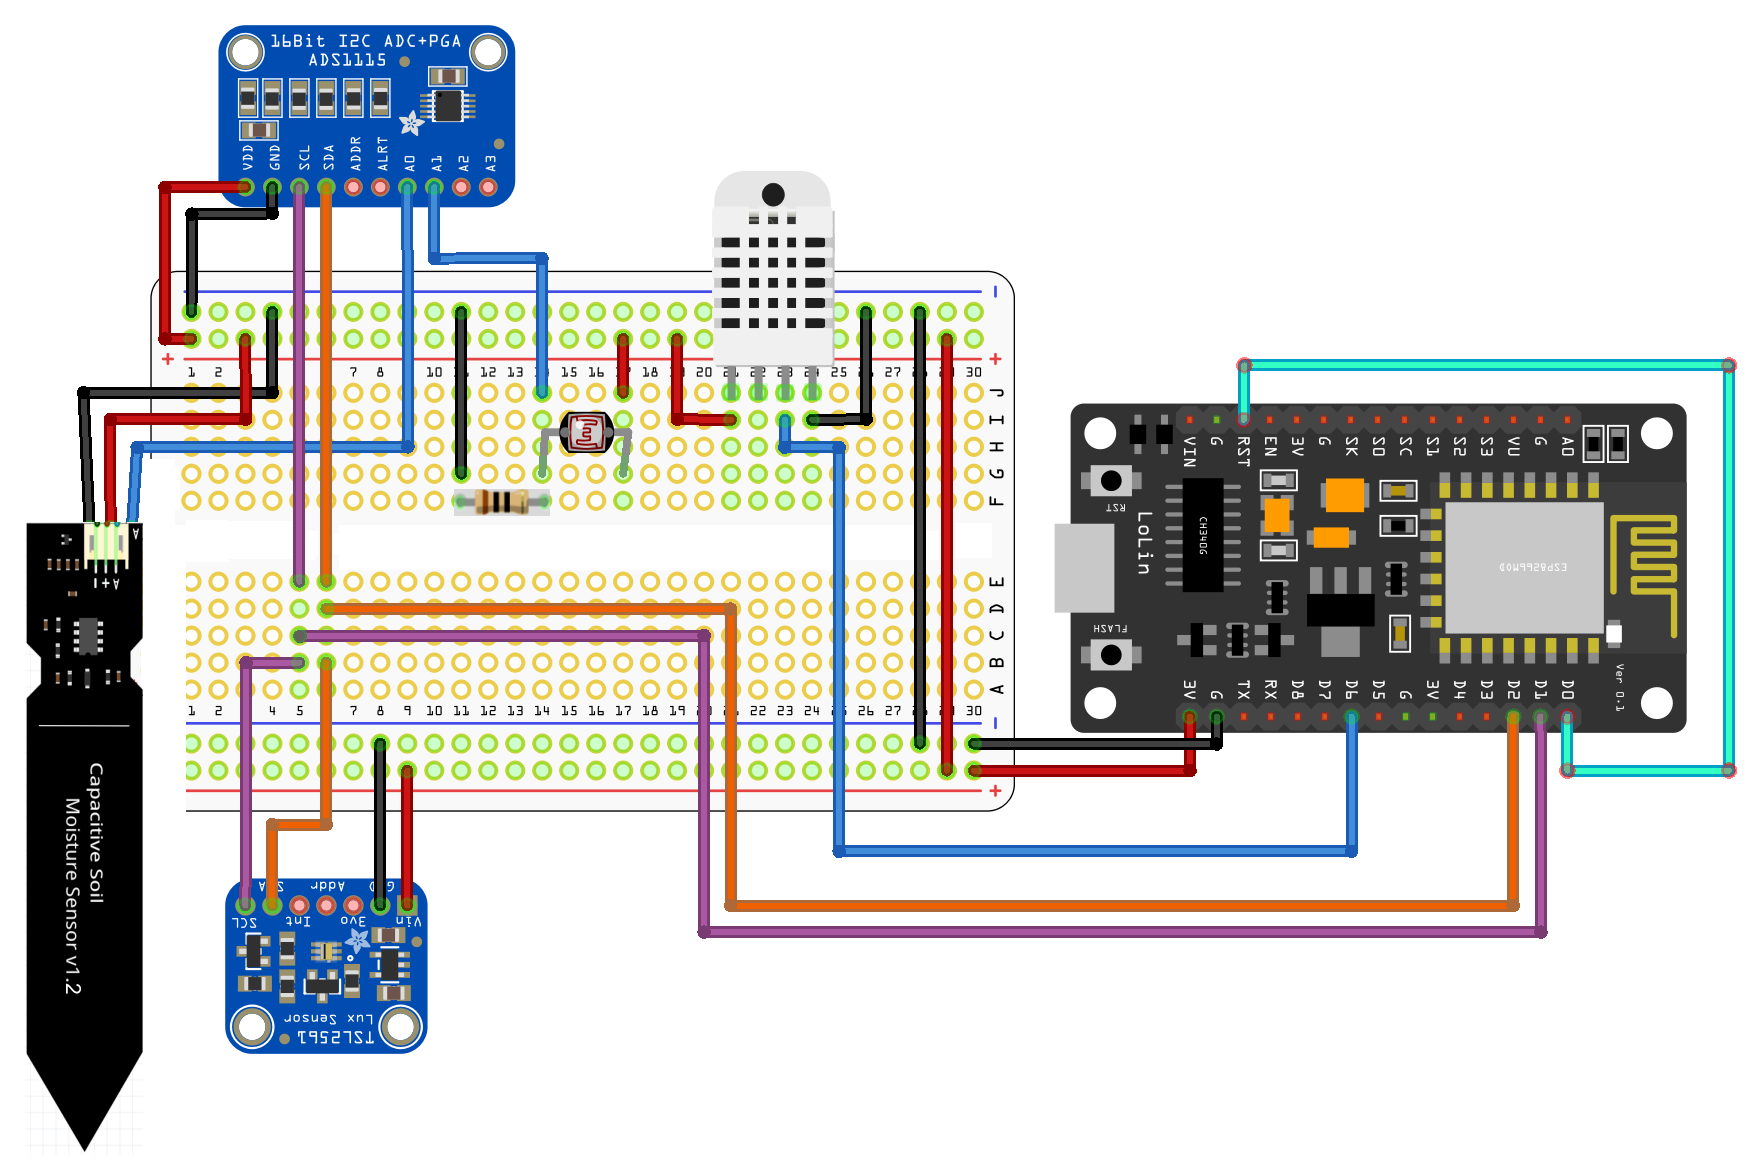 16Bit I2C ADC+PGA
ADS1115
VDD GND SCL SDA ADDR ALRT A0 A1 A2 A3
-
+ +
1 2 7 8 10 12 13 15 16 18 20 25 27 30
J
I
H
G
F
E
D
C
B
A
1 2 4 5 7 8 9 10 11 12 13 14 15 16 17 18 19 20 22 23 24 25 26 27 28 30
-
+
VIN G RST EN 3V G SK SO SC S1 S2 S3 VU G AO
RST
LoLin
CH340G
FLASH
ESP8266MOD
3V G TX RX D8 D7 D6 D5 G 3V D4 D3 D2 D1 D0
Ver 0.1
A
A+-
Capacitive Soil
Moisture Sensor v1.2
Addr
SCL Int 3vo Vin
Lux Sensor
TSL2561